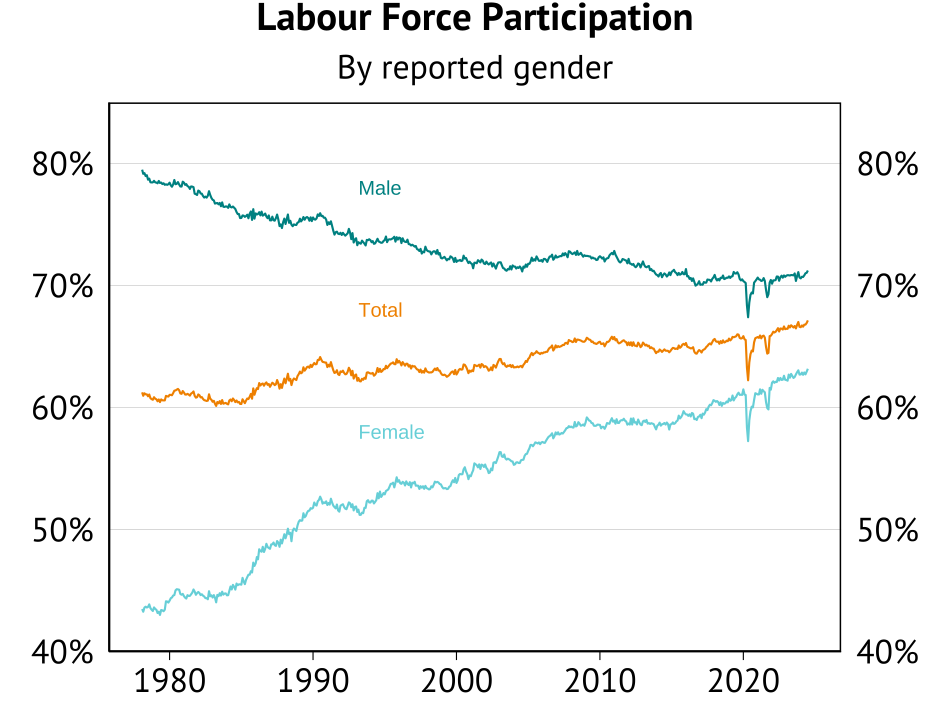 Labour Force Participation
By reported gender
80% 80%
Male
70% 70%
Total
60% 60%
Female
50% 50%
40% 40%
1980 1990 2000 2010 2020